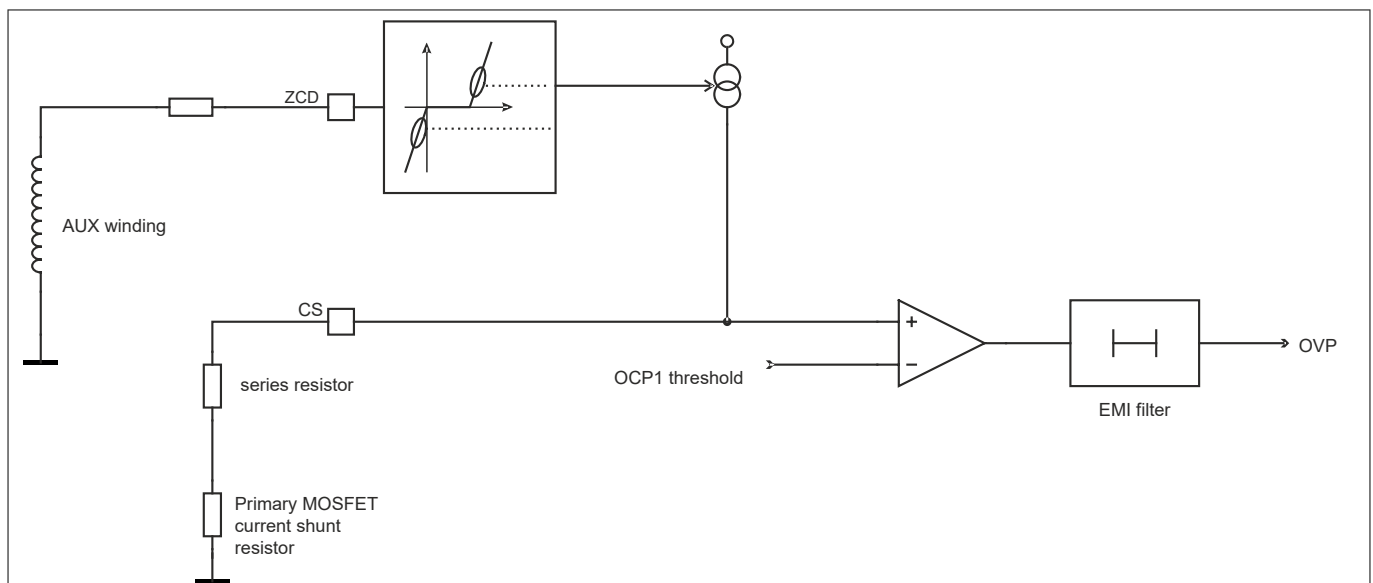 ZCD
AUX winding
CS
+
−
OCP1 threshold
OVP
series resistor
EMI filter
Primary MOSFET
current shunt
resistor